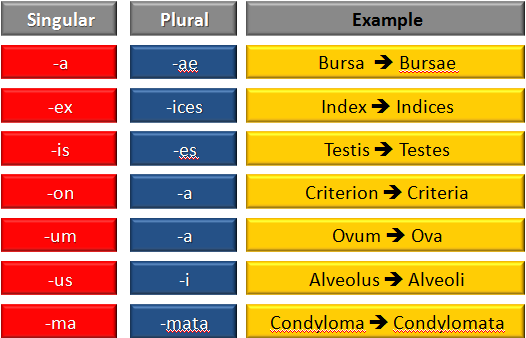 Singular Plural Example
-a -ae Bursa ➔ Bursae
-ex -ices Index ➔ Indices
-is -es Testis ➔ Testes
-on -a Criterion ➔ Criteria
-um -a Ovum ➔ Ova
-us -i Alveolus ➔ Alveoli
-ma -mata Condyloma ➔ Condylomata